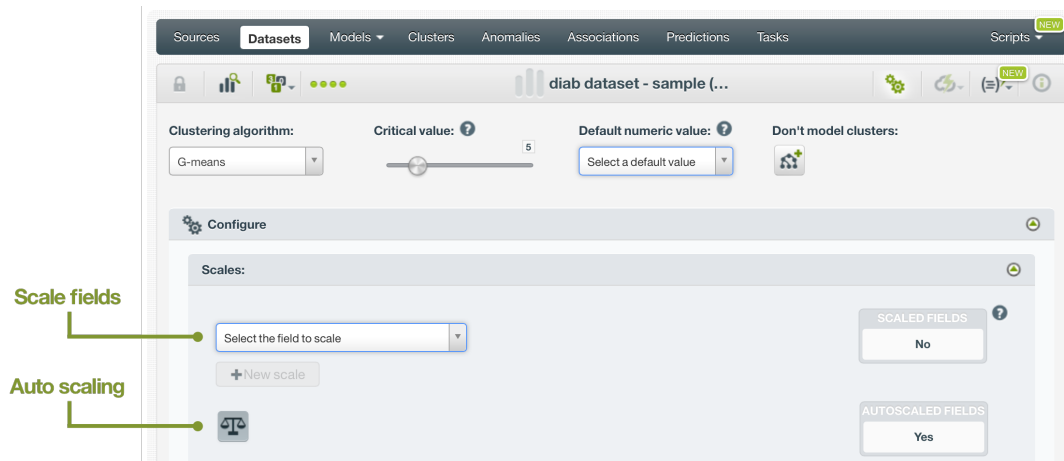 NEW
Sources Datasets Models Clusters Anomalies Associations Predictions Tasks Scripts
diab dataset - sample (...
(=) NEW
Clustering algorithm: Critical value: ? Default numeric value: ? Don't model clusters:
G-means 5 Select a default value
Configure
Scales:
Scale fields
SCALED FIELDS ?
Select the field to scale No
+New scale
Auto scaling
AUTOSCALED FIELDS
Yes